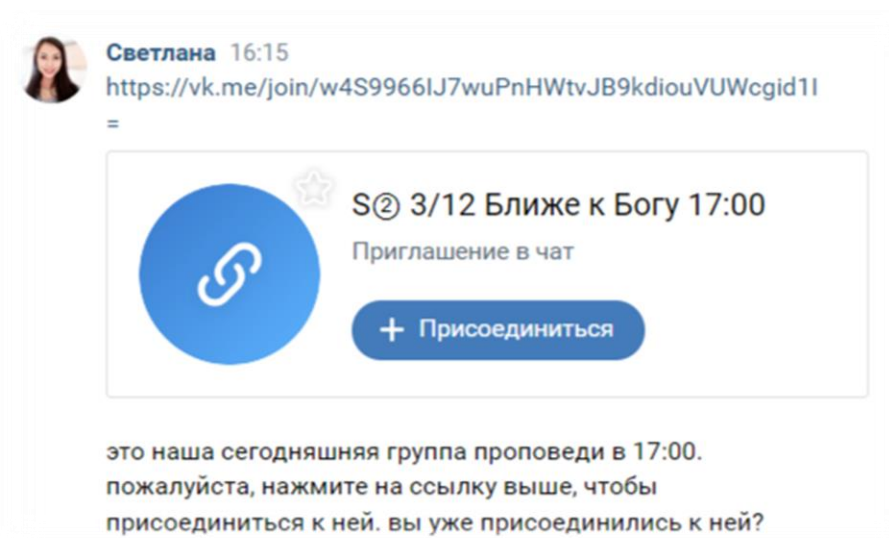 Светлана 16:15
https://vk.me/join/w4S9966IJ7wuPnHWtvJB9kdiouVUWcgid1I
=
S② 3/12 Ближе к Богу 17:00
Приглашение в чат
+ Присоединиться
это наша сегодняшняя группа проповеди в 17:00.
пожалуйста, нажмите на ссылку выше, чтобы
присоединиться к ней. вы уже присоединились к ней?